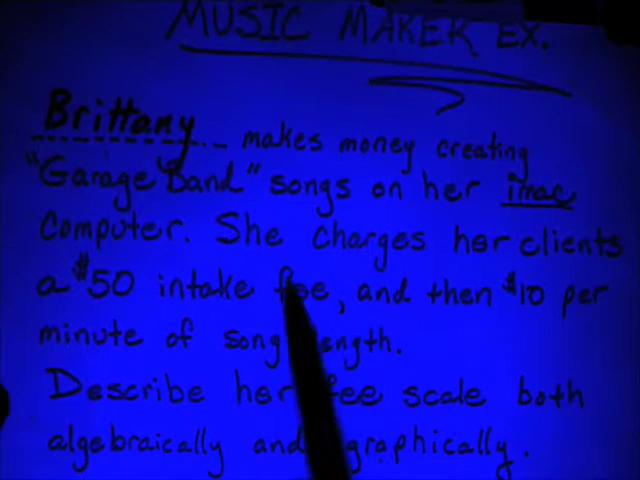 MUSIC MAKER EX.
Brittany makes money creating
"Garage Band" songs on her imac
Computer. She charges her clients
a $50 intake fee, and then $10 per
minute of song length.
Describe her fee scale both
algebraically and graphically.